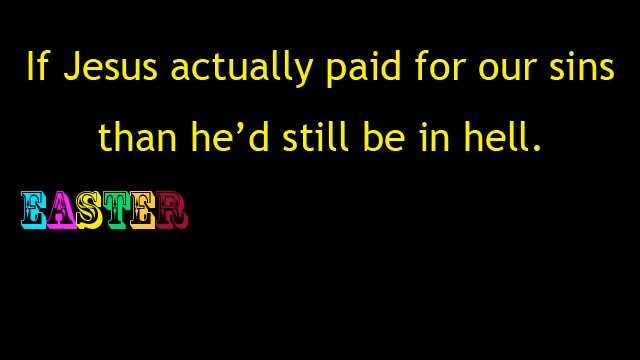 If Jesus actually paid for our sins
than he’d still be in hell.
EASTER